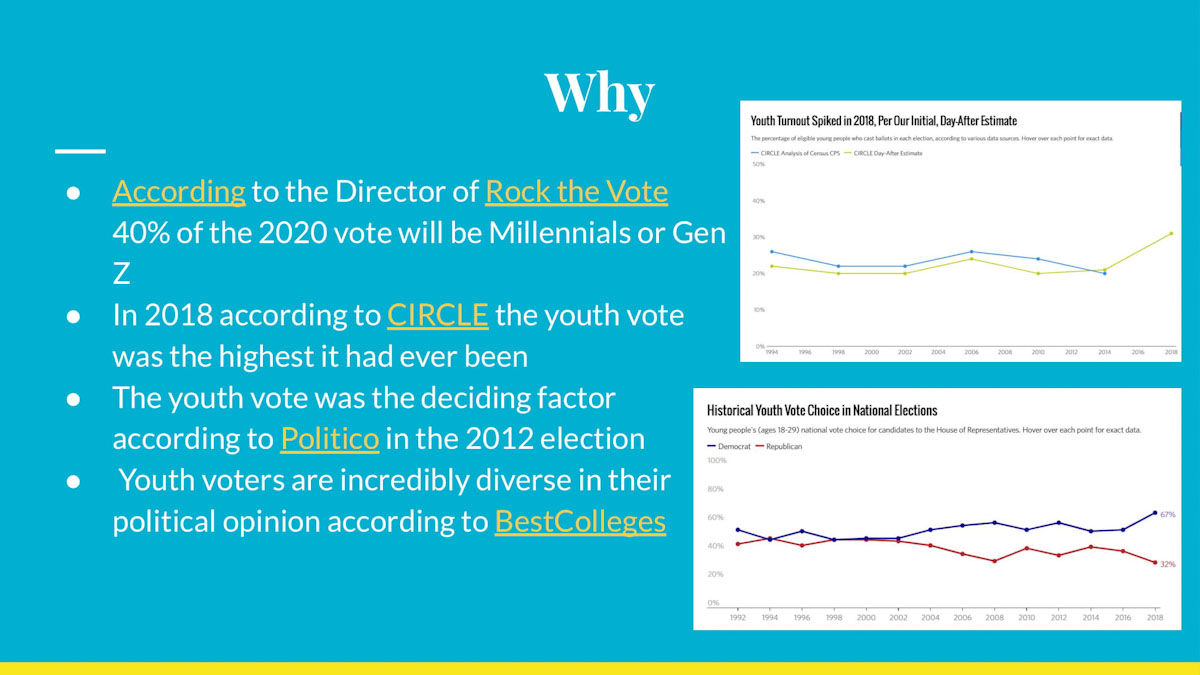 Why
● According to the Director of Rock the Vote
40% of the 2020 vote will be Millennials or Gen
Z
● In 2018 according to CIRCLE the youth vote
was the highest it had ever been
● The youth vote was the deciding factor
according to Politico in the 2012 election
● Youth voters are incredibly diverse in their
political opinion according to BestColleges
Youth Turnout Spiked in 2018, Per Our Initial, Day-After Estimate
The percentage of eligible young people who cast ballots in each election, according to various data sources. Hover over each point for exact data.
CIRCLE Analysis of Census CPS CIRCLE Day-After Estimate
50%
40%
30%
20%
10%
0%
1994 1996 1998 2000 2002 2004 2006 2008 2010 2012 2014 2016 2018
Historical Youth Vote Choice in National Elections
Young people's (ages 18-29) national vote choice for candidates to the House of Representatives. Hover over each point for exact data.
Democrat Republican
100%
80%
60%
40%
20%
0%
67%
32%
1992 1994 1996 1998 2000 2002 2004 2006 2008 2010 2012 2014 2016 2018